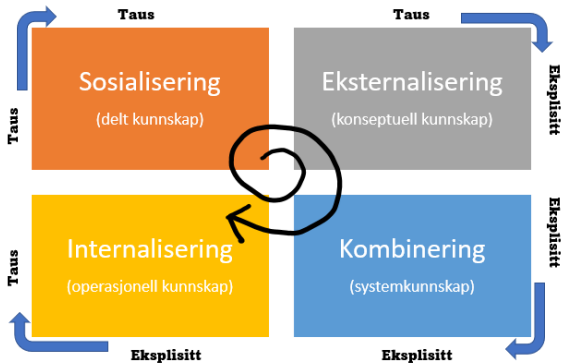 Taus
Taus
Taus
Sosialisering
(delt kunnskap)
Eksternalisering
(konseptuell kunnskap)
Eksplisitt
Taus
Internalisering
(operasjonell kunnskap)
Kombinering
(systemkunnskap)
Eksplisitt
Eksplisitt
Eksplisitt